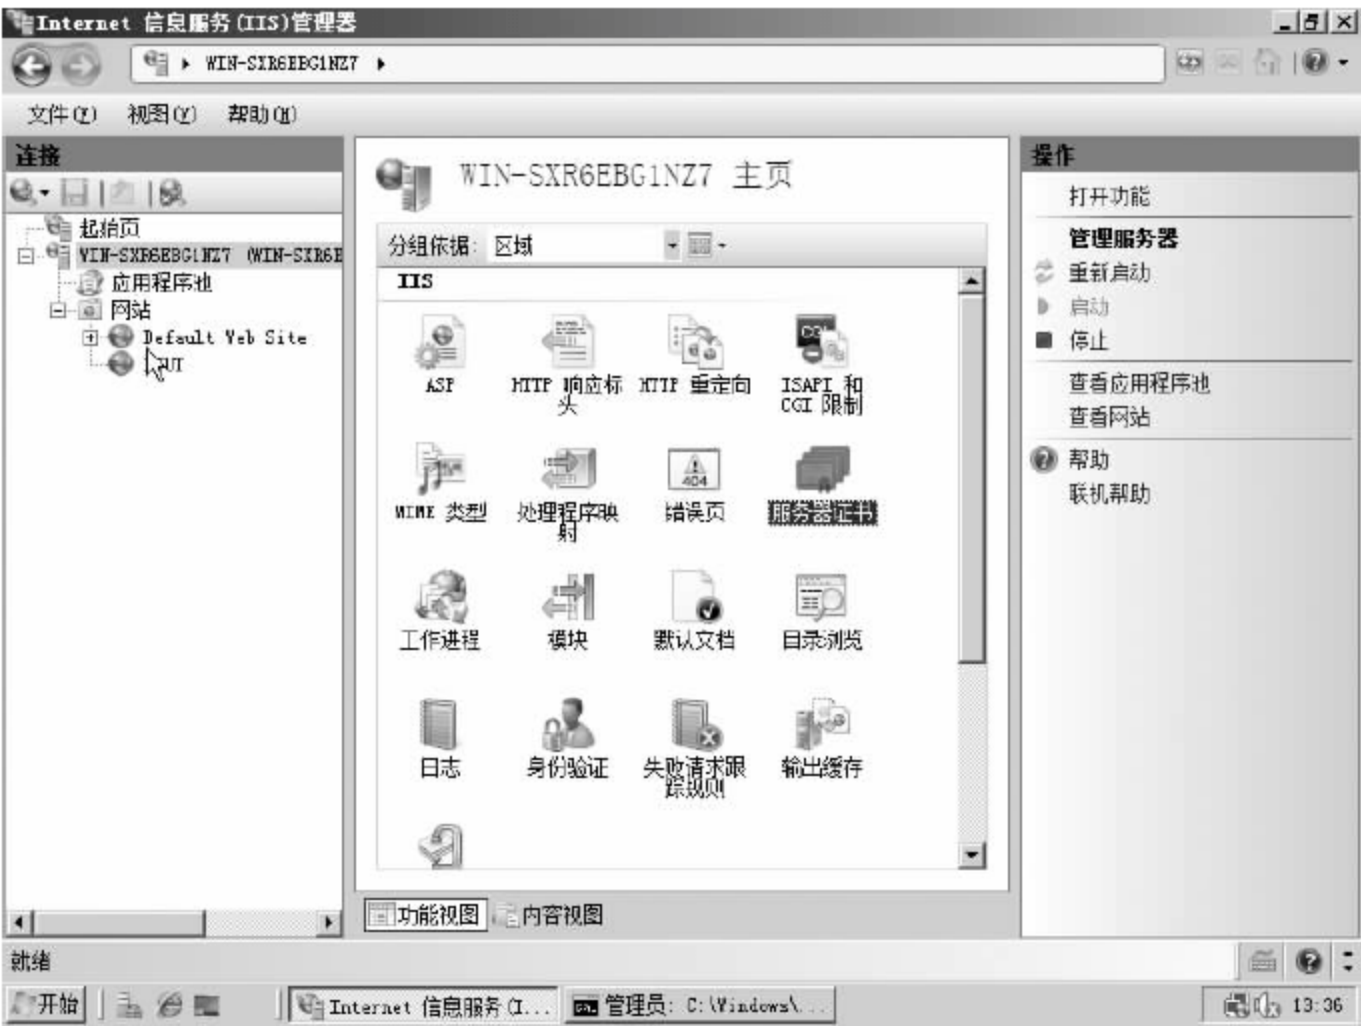 Internet 信息服务(IIS)管理器
WIN-SXR6EBG1NZ7
文件(F) 视图(V) 帮助(H)
连接
起始页
WIN-SXR6EBG1NZ7 (WIN-SXR6E
应用程序池
网站
Default Web Site
WIN-SXR6EBG1NZ7 主页
分组依据: 区域
IIS
ASP
HTTP 响应标头
HTTP 重定向
ISAPI 和 CGI 限制
MIME 类型
处理程序映射
404
错误页
服务器证书
工作进程
模块
默认文档
目录浏览
日志
身份验证
失败请求跟踪规则
输出缓存
功能视图
内容视图
操作
打开功能
管理服务器
重新启动
启动
停止
查看应用程序池
查看网站
帮助
联机帮助
就绪
开始
Internet 信息服务(I...
管理员: C:\Windows\...
13:36